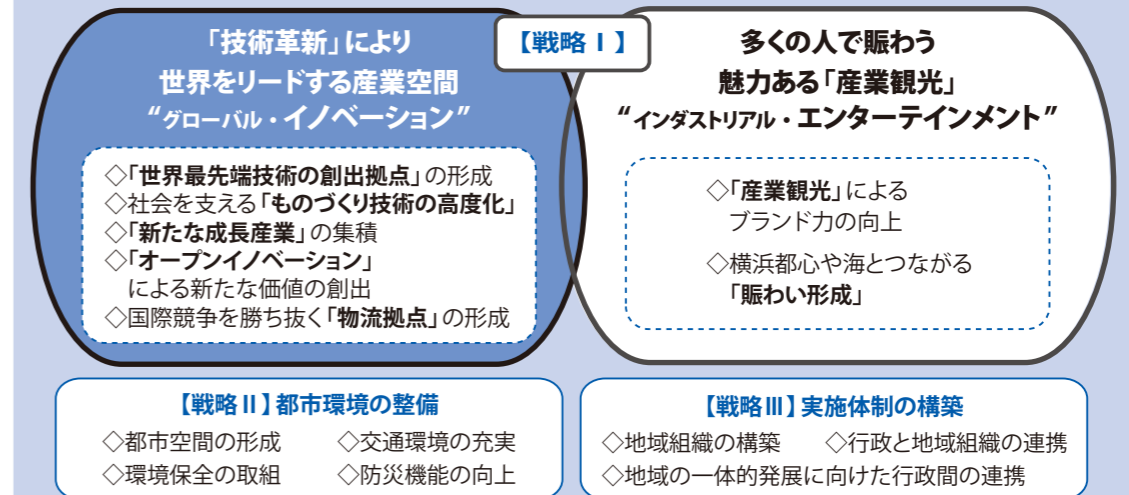 【戦略Ⅰ】
「技術革新」により
世界をリードする産業空間
“グローバル・イノベーション”
◇「世界最先端技術の創出拠点」の形成
◇社会を支える「ものづくり技術の高度化」
◇「新たな成長産業」の集積
◇「オープンイノベーション」
による新たな価値の創出
◇国際競争を勝ち抜く「物流拠点」の形成
多くの人で賑わう
魅力ある「産業観光」
“インダストリアル・エンターテインメント”
◇「産業観光」による
ブランド力の向上
◇横浜都心や海とつながる
「賑わい形成」
【戦略Ⅱ】都市環境の整備
◇都市空間の形成 ◇交通環境の充実
◇環境保全の取組 ◇防災機能の向上
【戦略Ⅲ】実施体制の構築
◇地域組織の構築 ◇行政と地域組織の連携
◇地域の一体的発展に向けた行政間の連携